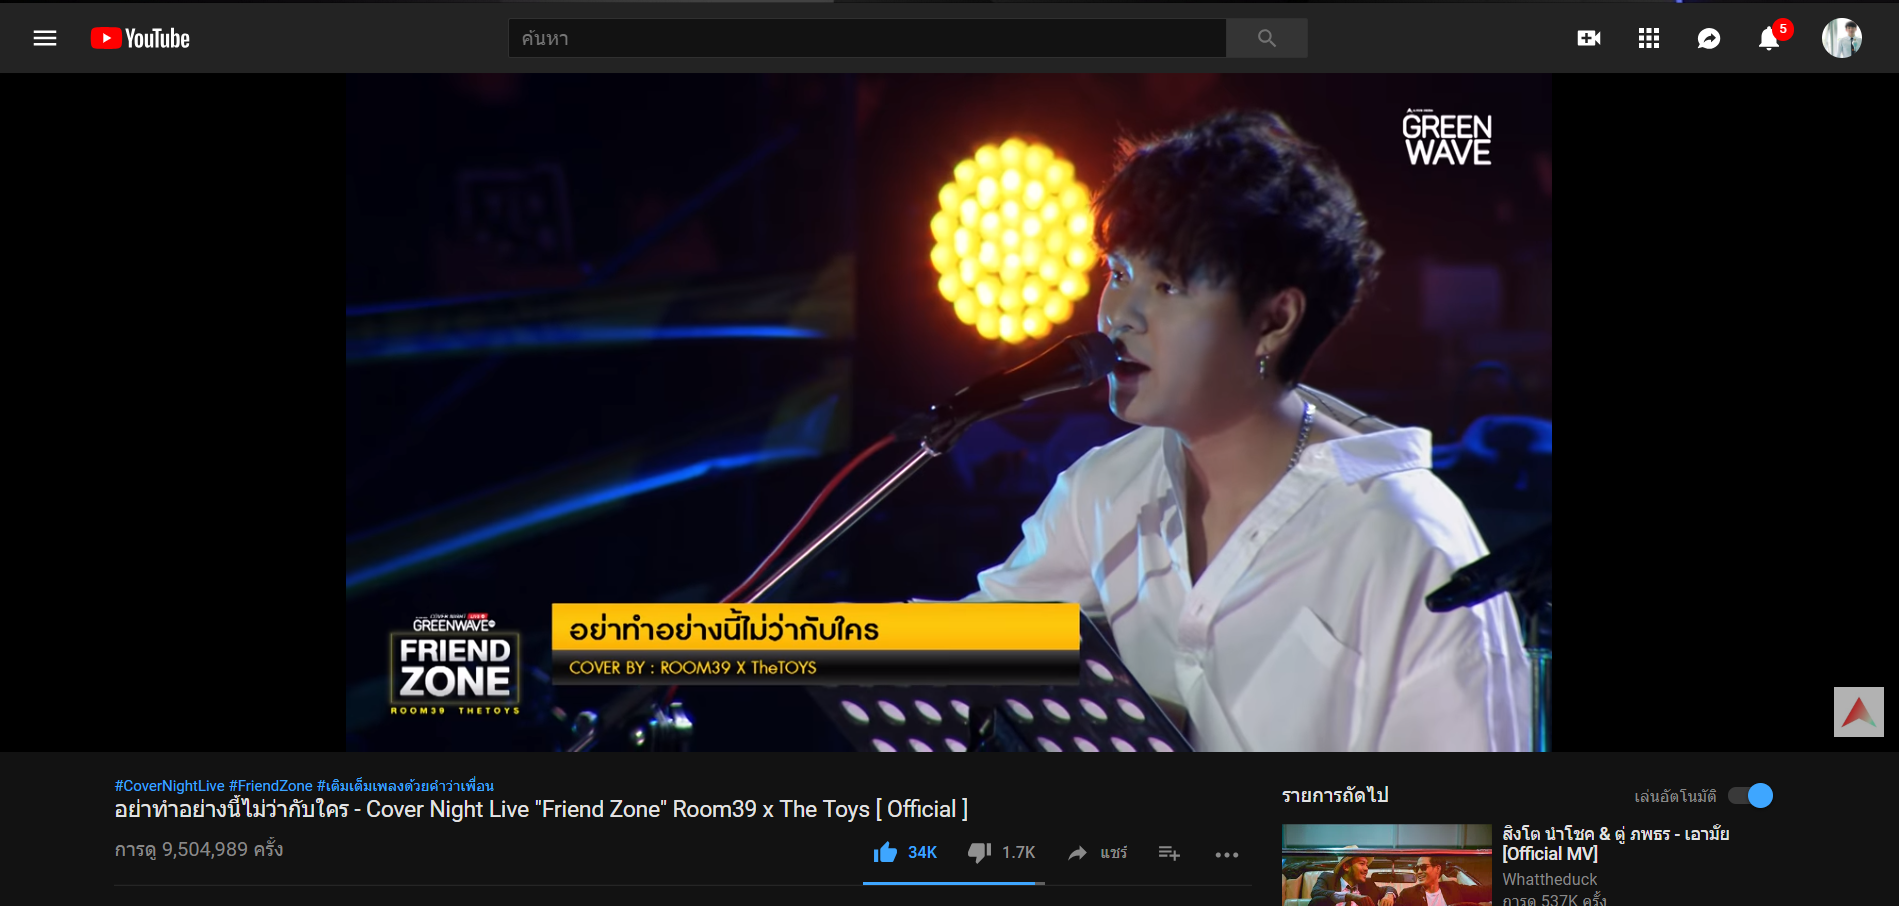 YouTube
ค้นหา
5
GREEN
WAVE
อย่าทำอย่างนี้ไม่ว่ากับใคร
COVER BY : ROOM39 X TheTOYS
COVER NIGHT LIVE
GREENWAVE
FRIEND
ZONE
ROOM39 THETOYS
#CoverNightLive #FriendZone #เติมเต็มเพลงด้วยคำว่าเพื่อน
อย่าทำอย่างนี้ไม่ว่ากับใคร - Cover Night Live "Friend Zone" Room39 x The Toys [ Official ]
การดู 9,504,989 ครั้ง
34K
1.7K
แชร์
รายการถัดไป
เล่นอัตโนมัติ
สิงโต นำโชค & ตู่ ภพธร - เอามั้ย
[Official MV]
Whattheduck
การดู 537K ครั้ง